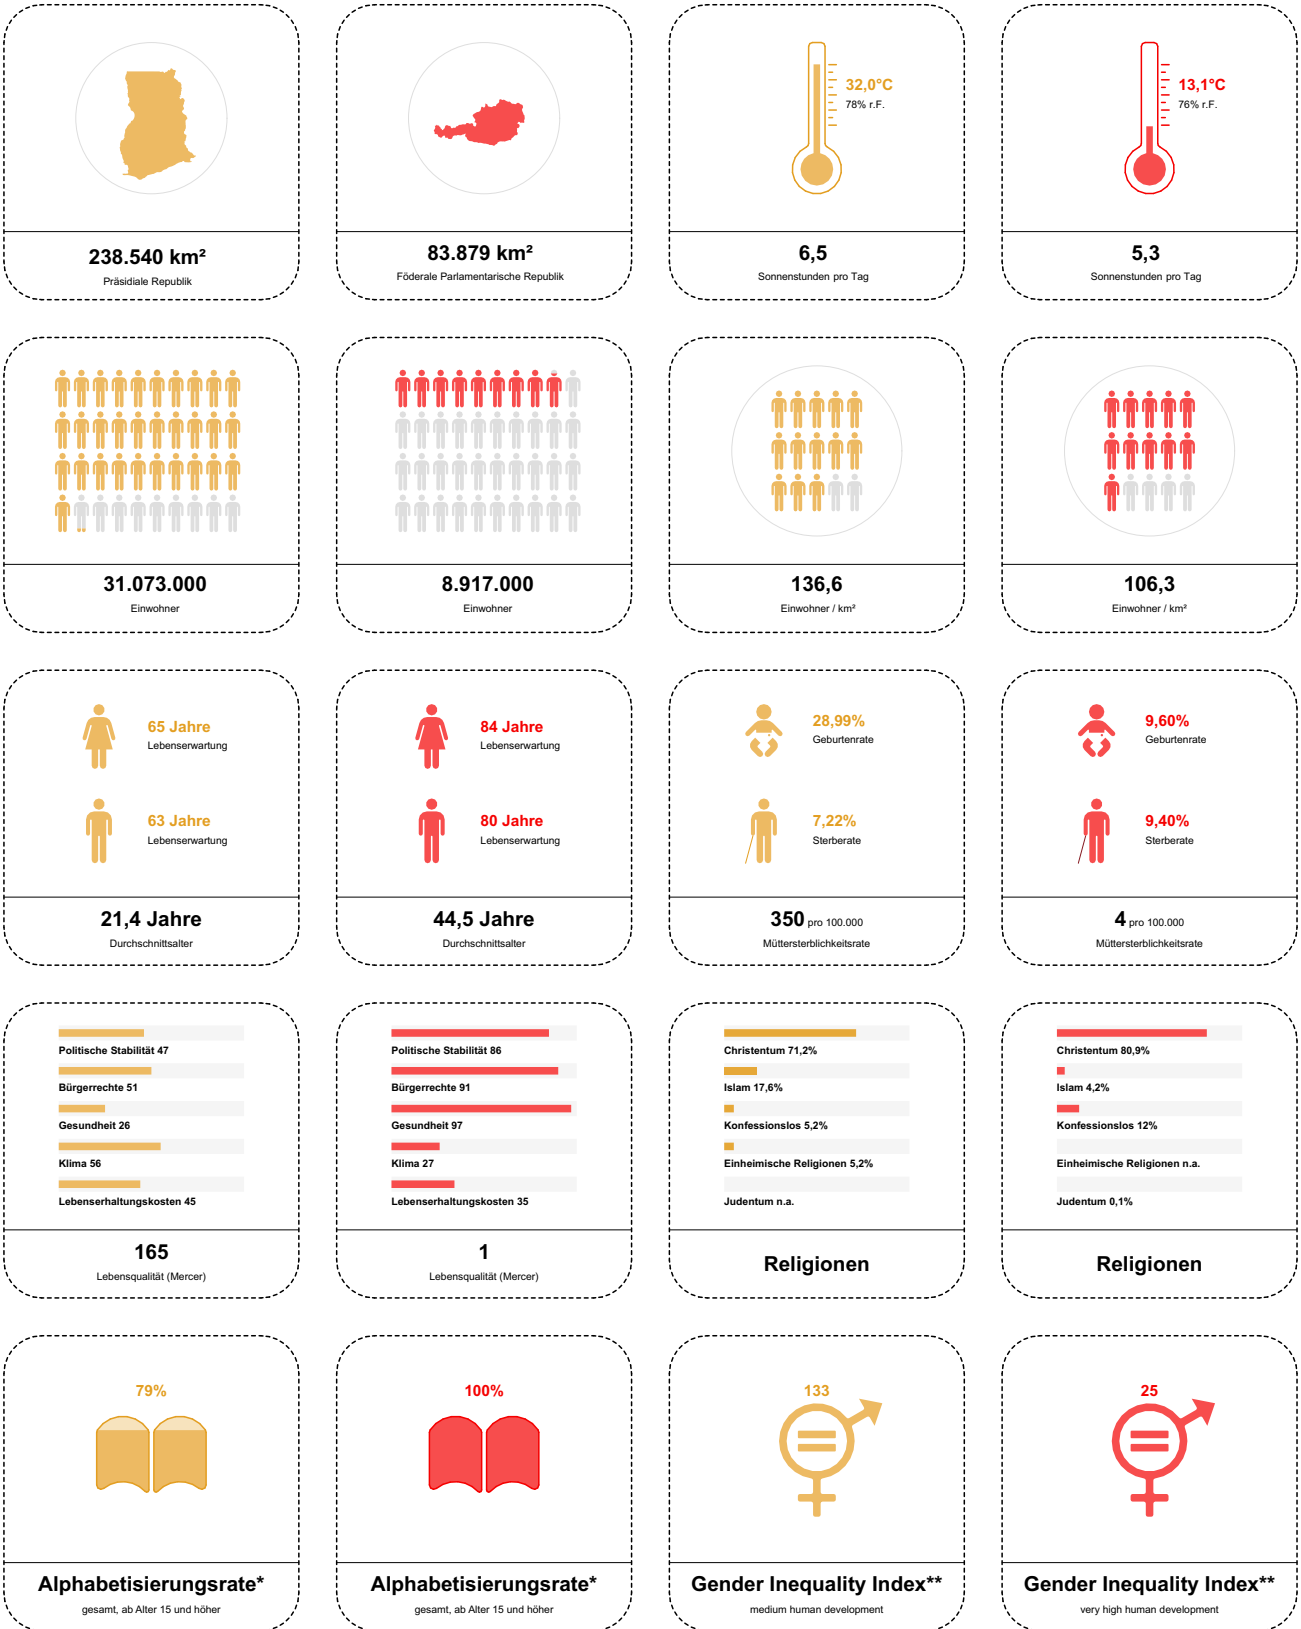 32,0°C
78% r.F.
13,1°C
76% r.F.
238.540 km²
Präsidiale Republik
83.879 km²
Föderale Parlamentarische Republik
6,5
Sonnenstunden pro Tag
5,3
Sonnenstunden pro Tag
31.073.000
Einwohner
8.917.000
Einwohner
136,6
Einwohner / km²
106,3
Einwohner / km²
65 Jahre
Lebenserwartung
63 Jahre
Lebenserwartung
21,4 Jahre
Durchschnittsalter
84 Jahre
Lebenserwartung
80 Jahre
Lebenserwartung
44,5 Jahre
Durchschnittsalter
28,99%
Geburtenrate
7,22%
Sterberate
350 pro 100.000
Müttersterblichkeitsrate
9,60%
Geburtenrate
9,40%
Sterberate
4 pro 100.000
Müttersterblichkeitsrate
Politische Stabilität 47
Bürgerrechte 51
Gesundheit 26
Klima 56
Lebenserhaltungskosten 45
165
Lebensqualität (Mercer)
Politische Stabilität 86
Bürgerrechte 91
Gesundheit 97
Klima 27
Lebenserhaltungskosten 35
1
Lebensqualität (Mercer)
Christentum 71,2%
Islam 17,6%
Konfessionslos 5,2%
Einheimische Religionen 5,2%
Judentum n.a.
Religionen
Christentum 80,9%
Islam 4,2%
Konfessionslos 12%
Einheimische Religionen n.a.
Judentum 0,1%
Religionen
79%
Alphabetisierungsrate*
gesamt, ab Alter 15 und höher
100%
Alphabetisierungsrate*
gesamt, ab Alter 15 und höher
133
Gender Inequality Index**
medium human development
25
Gender Inequality Index**
very high human development